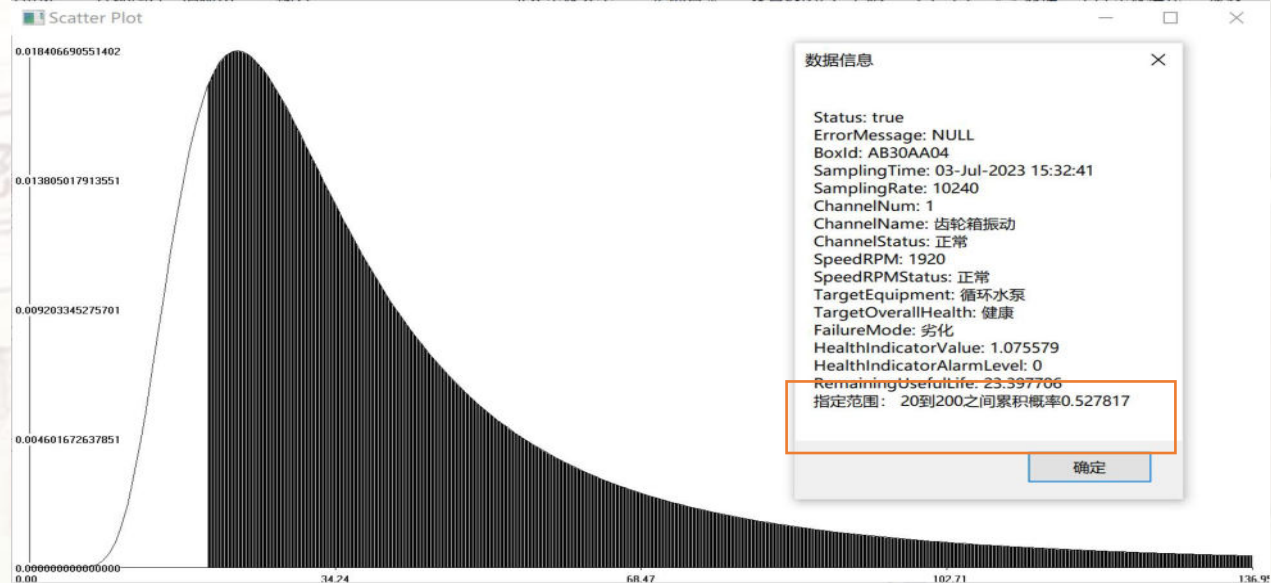 Scatter Plot
0.018406690551402
0.013805017913551
0.009203345275701
0.004601672637851
0.000000000000000
0.00
34.24
68.47
102.71
136.95
数据信息
Status: true
ErrorMessage: NULL
BoxId: AB30AA04
SamplingTime: 03-Jul-2023 15:32:41
SamplingRate: 10240
ChannelNum: 1
ChannelName: 齿轮箱振动
ChannelStatus: 正常
SpeedRPM: 1920
SpeedRPMStatus: 正常
TargetEquipment: 循环水泵
TargetOverallHealth: 健康
FailureMode: 劣化
HealthIndicatorValue: 1.075579
HealthIndicatorAlarmLevel: 0
RemainingUsefulLife: 23.397706
指定范围： 20到200之间累积概率0.527817
确定